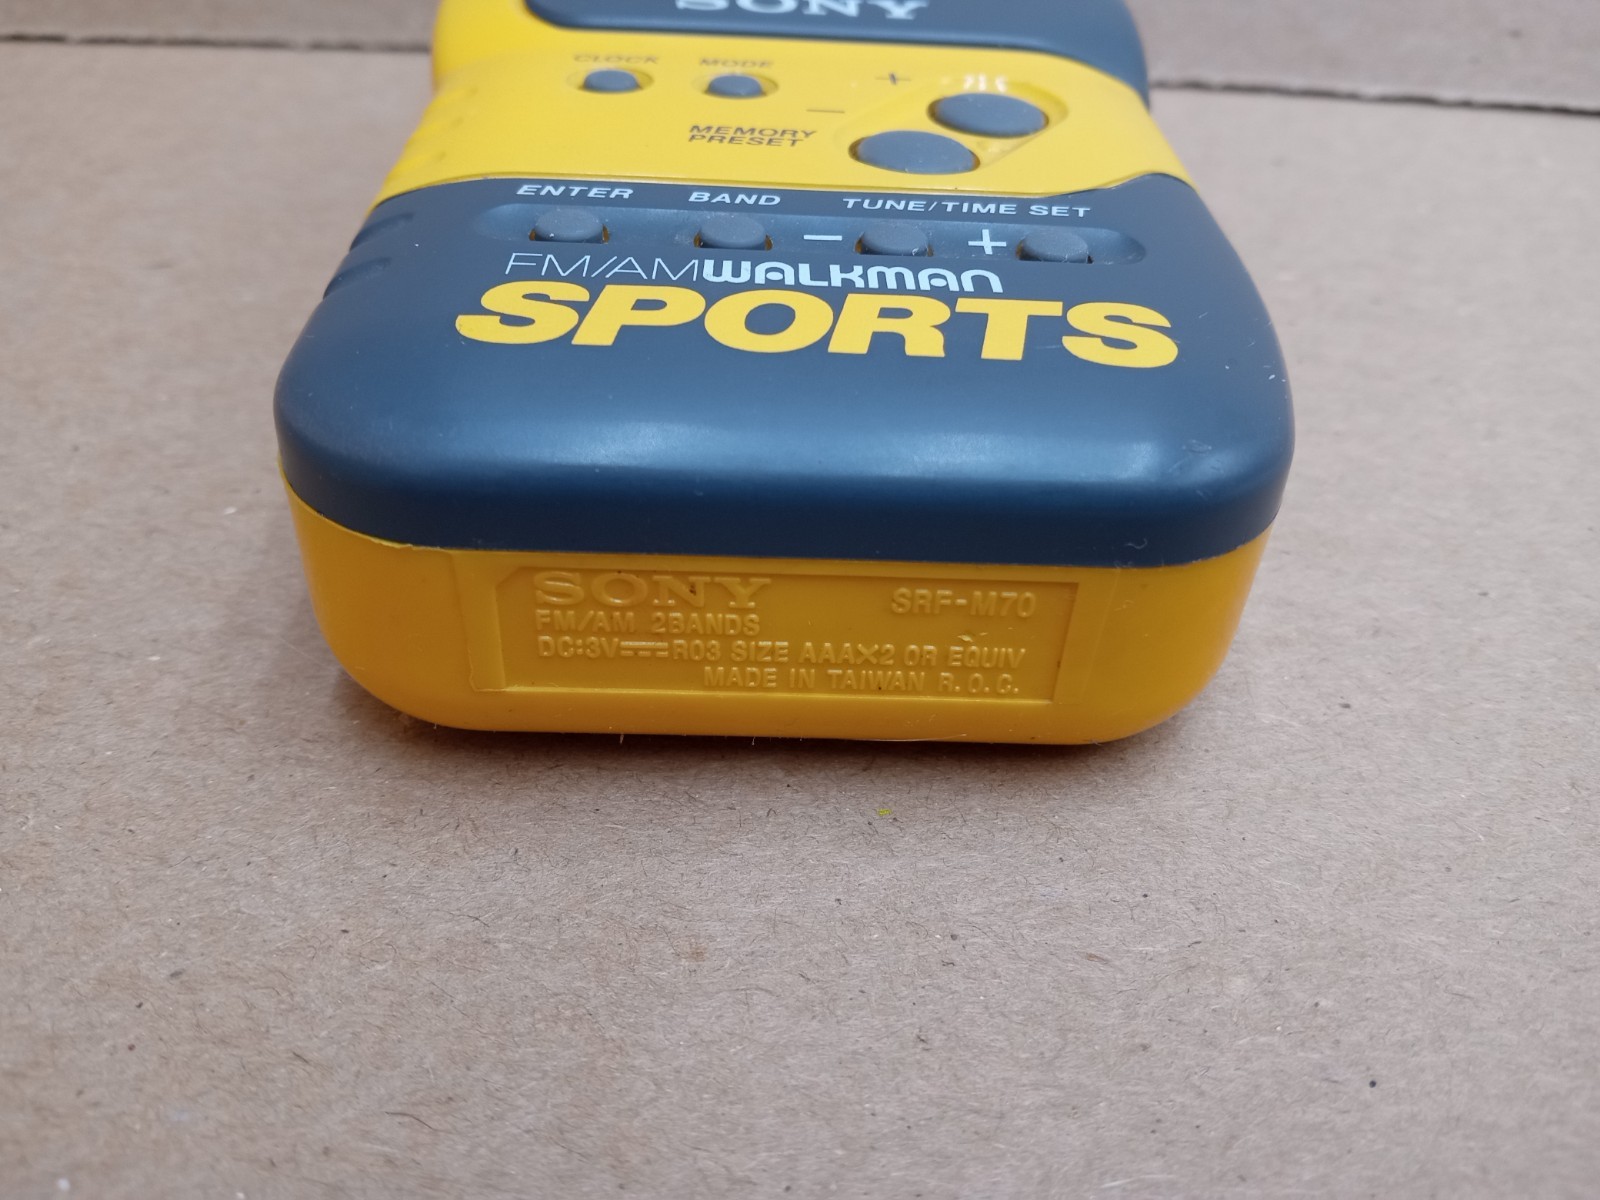 SONY
CLOCK MODE + -
MEMORY
PRESET
ENTER BAND TUNE/TIME SET
- +
FM/AM WALKMAN
SPORTS
SONY SRF-M70
FM/AM 2BANDS
DC:3V⎓R03 SIZE AAA×2 OR EQUIV
MADE IN TAIWAN R.O.C.